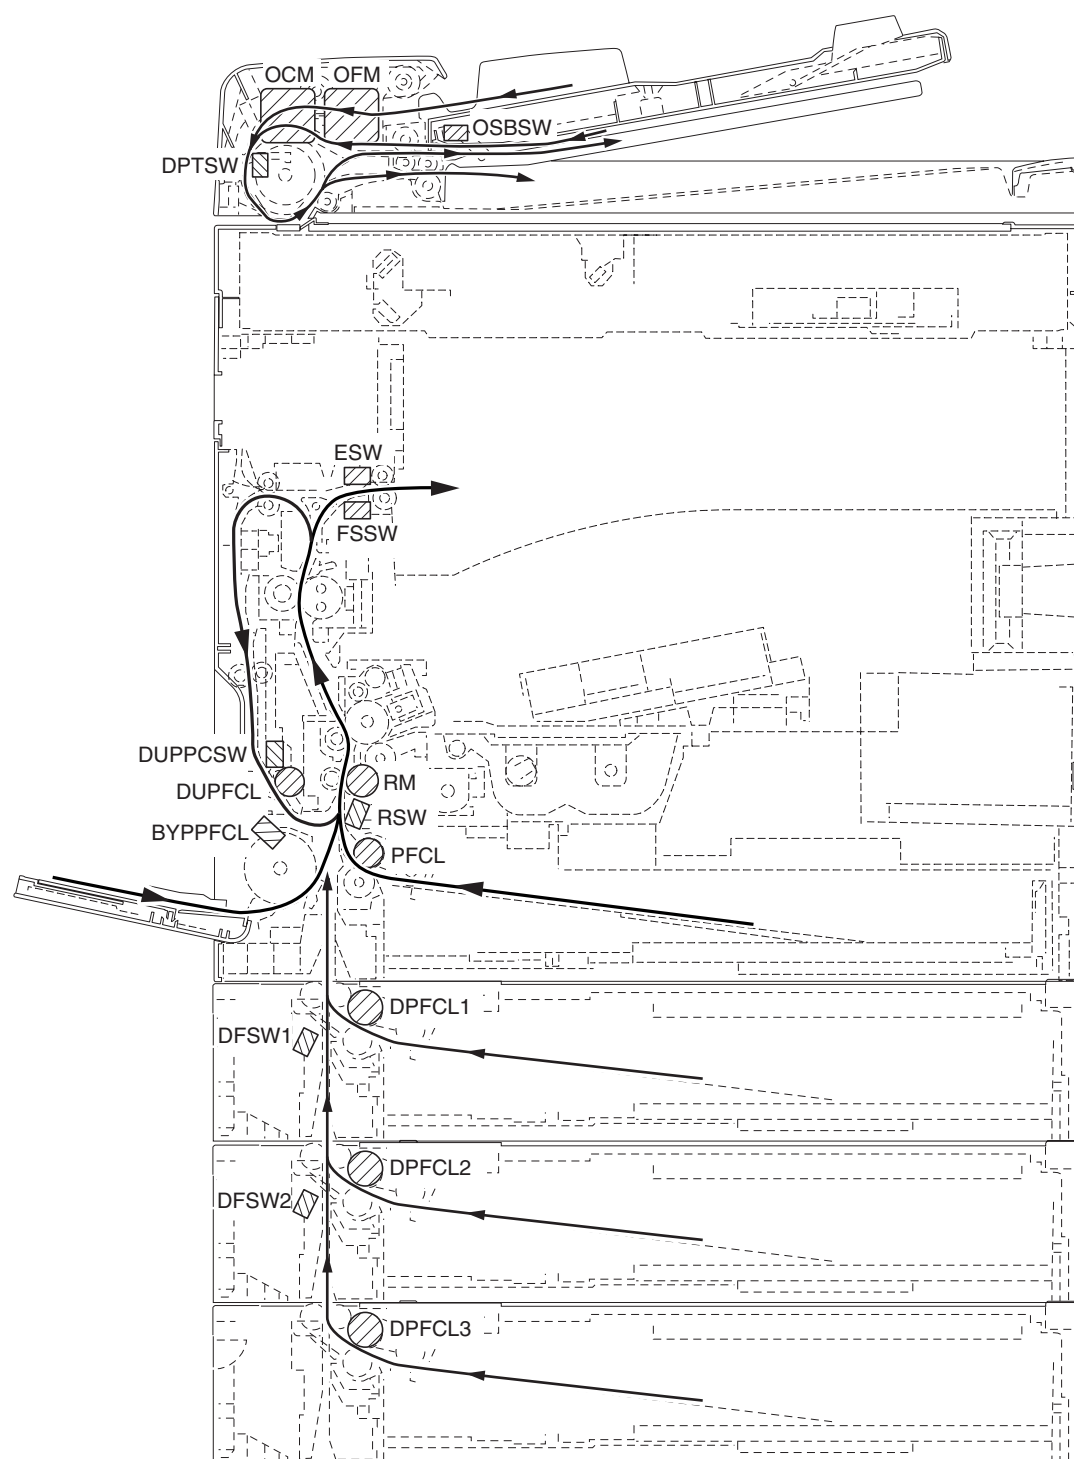 OCM OFM
OSBSW
DPTSW
ESW
FSSW
DUPPCSW
DUPFCL
RM
RSW
BYPPFCL
PFCL
DPFCL1
DFSW1
DPFCL2
DFSW2
DPFCL3